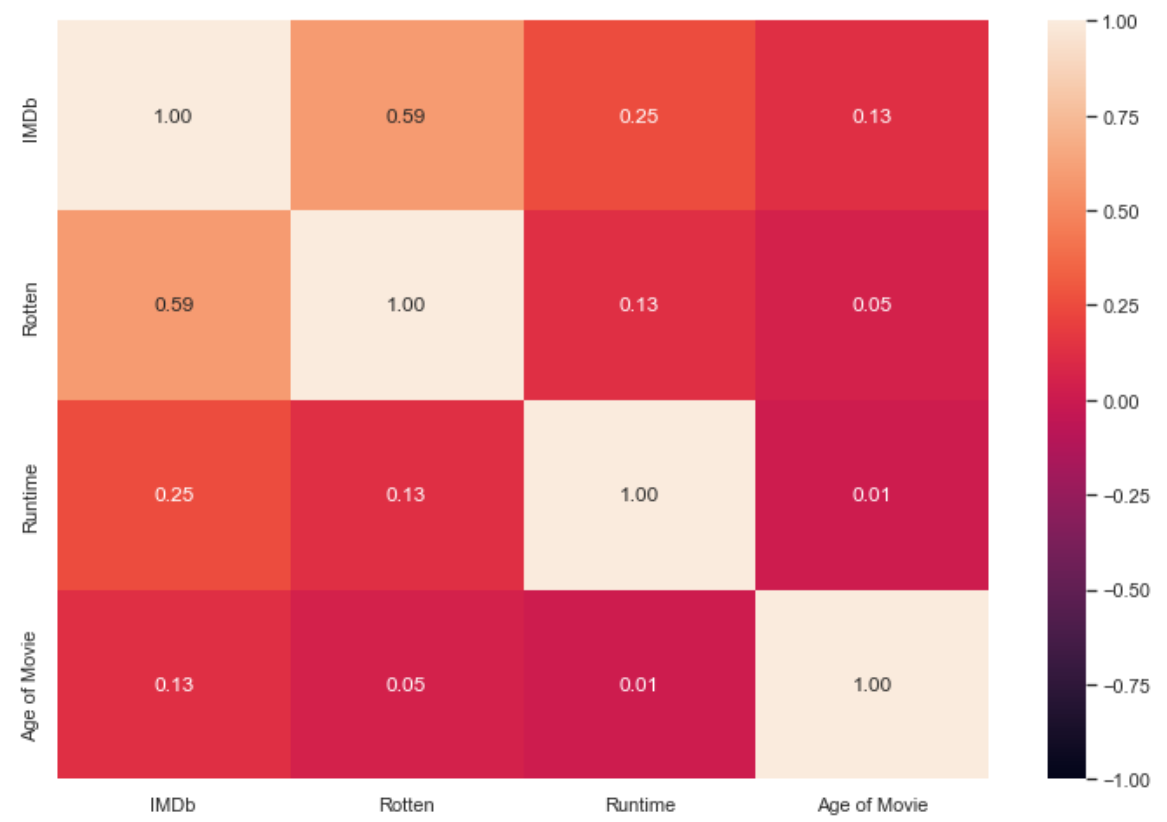 IMDb 1.00 0.59 0.25 0.13
Rotten 0.59 1.00 0.13 0.05
Runtime 0.25 0.13 1.00 0.01
Age of Movie 0.13 0.05 0.01 1.00
IMDb Rotten Runtime Age of Movie
1.00
0.75
0.50
0.25
0.00
−0.25
−0.50
−0.75
−1.00